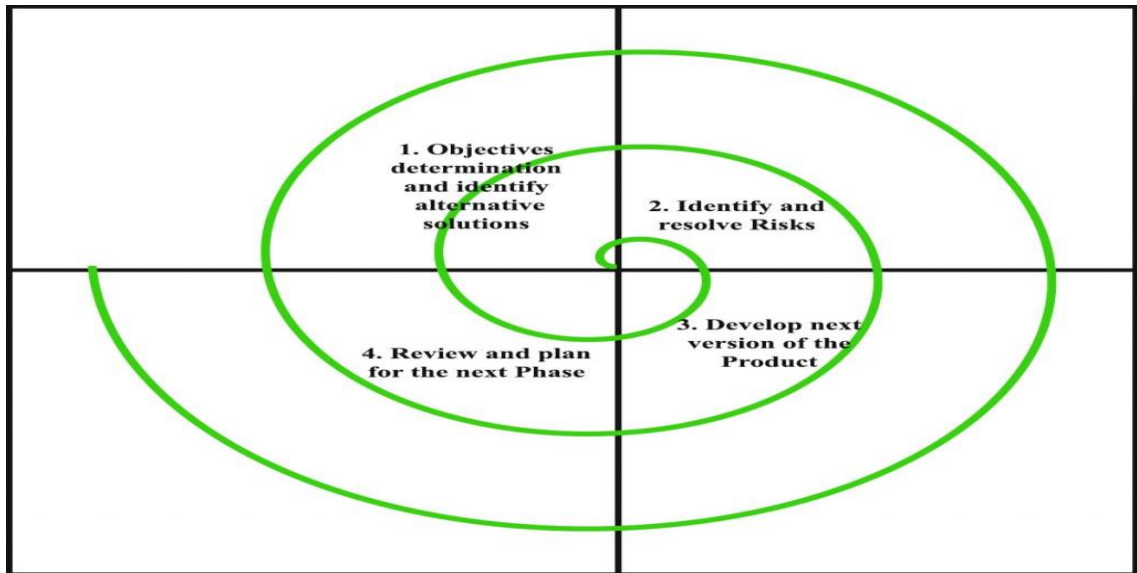 1. Objectives
determination
and identify
alternative
solutions
2. Identify and
resolve Risks
3. Develop next
version of the
Product
4. Review and plan
for the next Phase